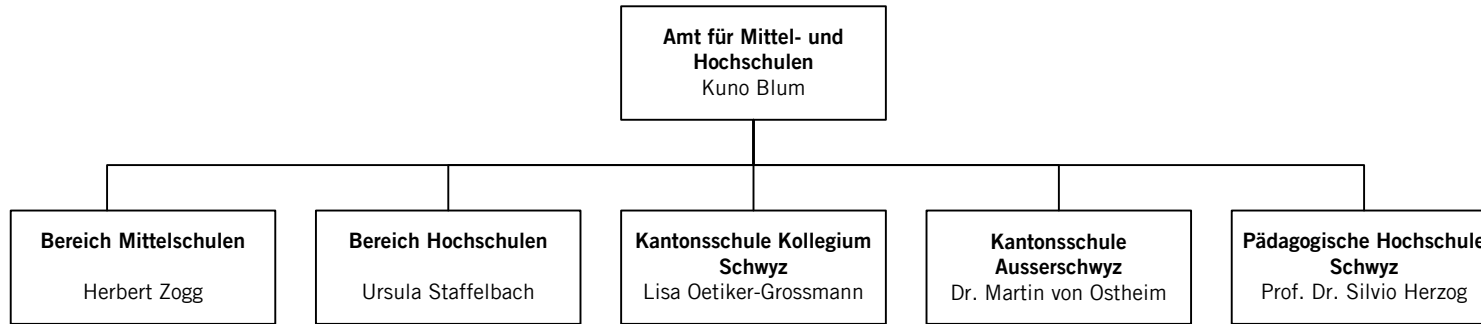 Amt für Mittel- und
Hochschulen
Kuno Blum
Bereich Mittelschulen
Herbert Zogg
Bereich Hochschulen
Ursula Staffelbach
Kantonsschule Kollegium
Schwyz
Lisa Oetiker-Grossmann
Kantonsschule
Ausserschwyz
Dr. Martin von Ostheim
Pädagogische Hochschule
Schwyz
Prof. Dr. Silvio Herzog